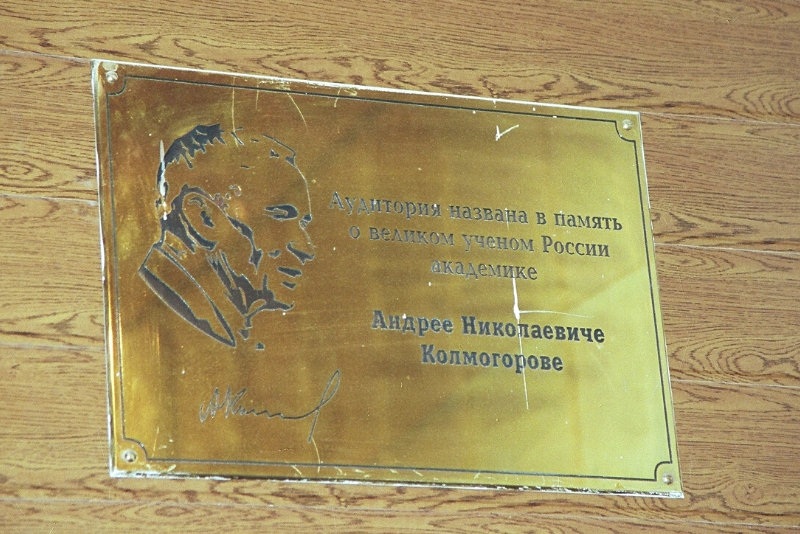 Аудитория названа в память
о великом ученом России
академике
Андрее Николаевиче
Колмогорове